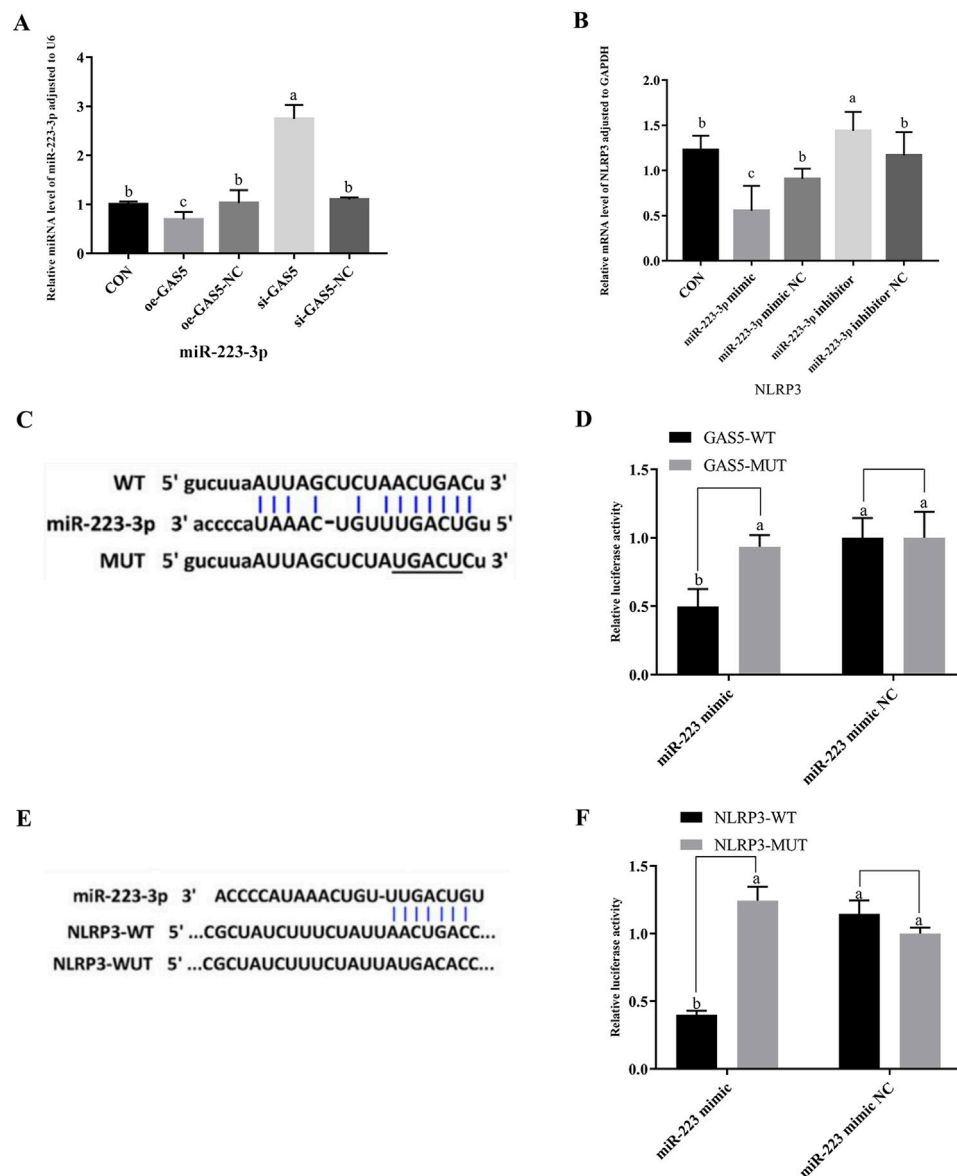 A
Relative miRNA level of miR-223-3p adjusted to U6
4
3
2
1
0
b
c
b
a
b
CON
oe-GAS5
oe-GAS5-NC
si-GAS5
si-GAS5-NC
miR-223-3p
B
Relative mRNA level of NLRP3 adjusted to GAPDH
2.0
1.5
1.0
0.5
0.0
b
c
b
a
b
CON
miR-223-3p mimic
miR-223-3p mimic NC
miR-223-3p inhibitor
miR-223-3p inhibitor NC
NLRP3
C
WT 5' gucuuaAUUAGCUCUAACUGACu 3'
miR-223-3p 3' accccaUAAAC-UGUUUGACUGu 5'
MUT 5' gucuuaAUUAGCUCUAUGACUCu 3'
D
GAS5-WT
GAS5-MUT
Relative luciferase activity
1.5
1.0
0.5
0.0
b
a
a
a
miR-223 mimic
miR-223 mimic NC
E
miR-223-3p 3' ACCCCAUAAACUGU-UUGACUGU
NLRP3-WT 5' ...CGCUAUCUUUCUAUUAACUGACC...
NLRP3-WUT 5' ...CGCUAUCUUUCUAUUAUGACACC...
F
NLRP3-WT
NLRP3-MUT
Relative luciferase activity
1.5
1.0
0.5
0.0
b
a
a
a
miR-223 mimic
miR-223 mimic NC